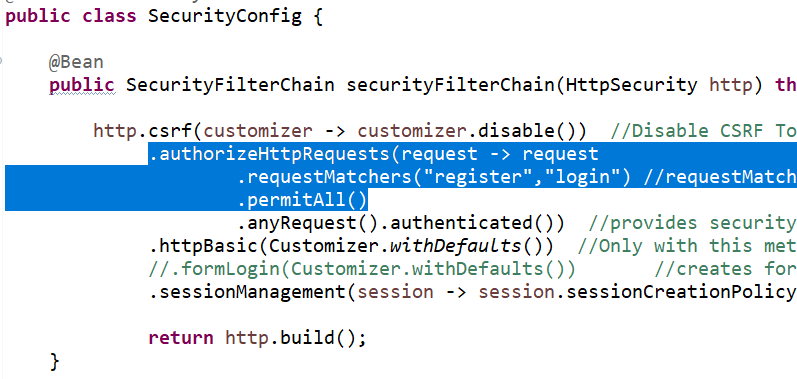 public class SecurityConfig {
@Bean
public SecurityFilterChain securityFilterChain(HttpSecurity http) th
http.csrf(customizer -> customizer.disable())  //Disable CSRF To
.authorizeHttpRequests(request -> request
.requestMatchers("register","login") //requestMatch
.permitAll()
.anyRequest().authenticated())  //provides security
.httpBasic(Customizer.withDefaults())  //Only with this met
//.formLogin(Customizer.withDefaults())       //creates for
.sessionManagement(session -> session.sessionCreationPolicy
return http.build();
}